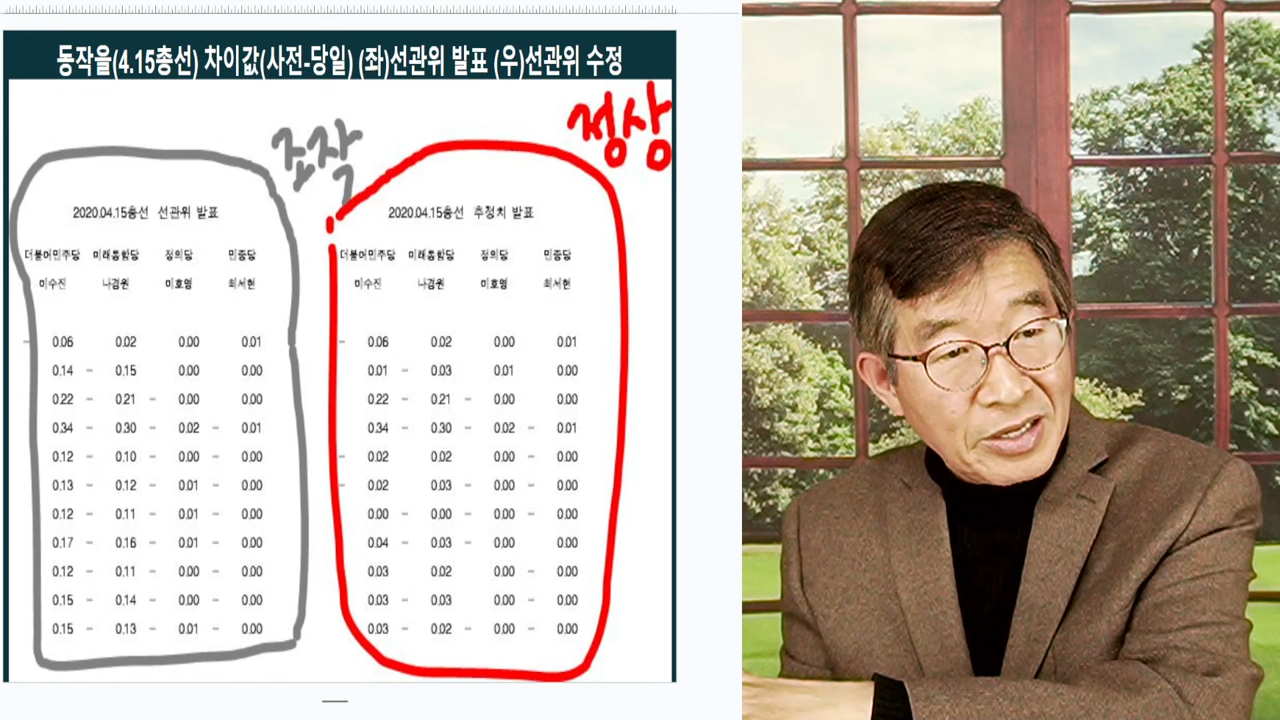 동작을(4.15총선) 차이값(사전-당일) (좌)선관위 발표 (우)선관위 수정
조작
정상
2020.04.15총선 선관위 발표
더불어민주당 미래통합당 정의당 민중당
이수진 나경원 이호영 최서현
- 0.06 0.02 0.00 0.01
0.14 - 0.15 0.00 0.00
0.22 - 0.21 - 0.00 0.00
0.34 - 0.30 - 0.02 - 0.01
0.12 - 0.10 - 0.00 - 0.00
0.13 - 0.12 - 0.01 - 0.00
0.12 - 0.11 - 0.01 - 0.00
0.17 - 0.16 - 0.01 - 0.00
0.12 - 0.11 - 0.00 - 0.00
0.15 - 0.14 - 0.00 - 0.00
0.15 - 0.13 - 0.01 - 0.00
2020.04.15총선 추정치 발표
더불어민주당 미래통합당 정의당 민중당
이수진 나경원 이호영 최서현
- 0.06 0.02 0.00 0.01
0.01 - 0.03 0.01 0.00
0.22 - 0.21 - 0.00 0.00
0.34 - 0.30 - 0.02 - 0.01
- 0.02 0.02 - 0.00 - 0.00
- 0.02 0.03 - 0.00 - 0.00
0.00 - 0.00 - 0.00 - 0.00
0.04 - 0.03 - 0.00 - 0.00
- 0.03 0.02 - 0.00 - 0.00
0.03 - 0.03 - 0.00 - 0.00
0.03 - 0.02 - 0.00 - 0.00